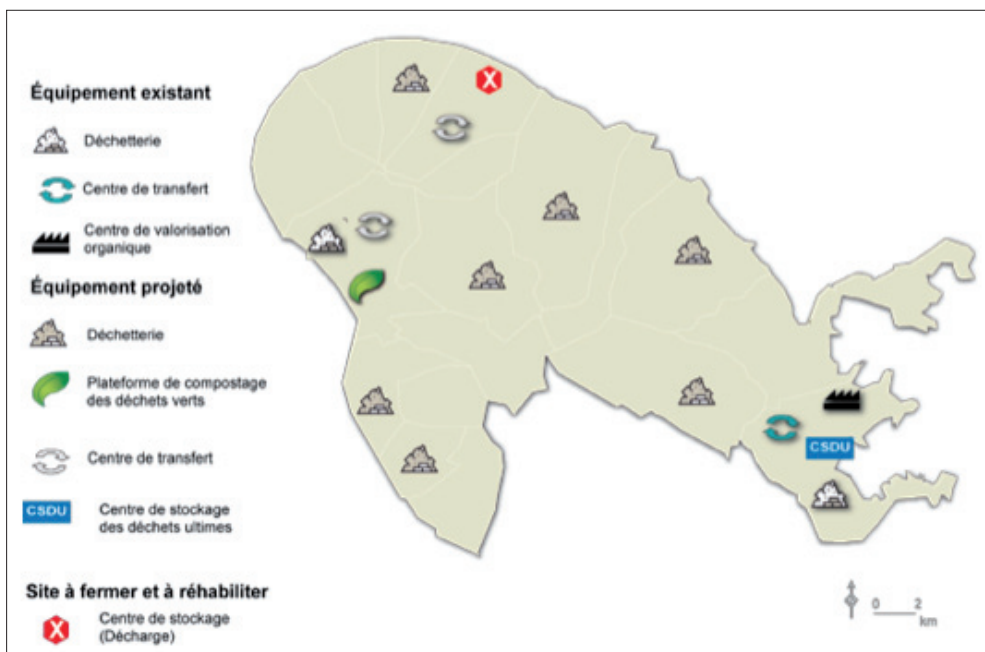 Équipement existant
Déchetterie
Centre de transfert
Centre de valorisation
organique
Équipement projeté
Déchetterie
Plateforme de compostage
des déchets verts
Centre de transfert
CSDU
Centre de stockage
des déchets ultimes
Site à fermer et à réhabiliter
X
Centre de stockage
(Décharge)
X
CSDU
0 2
km